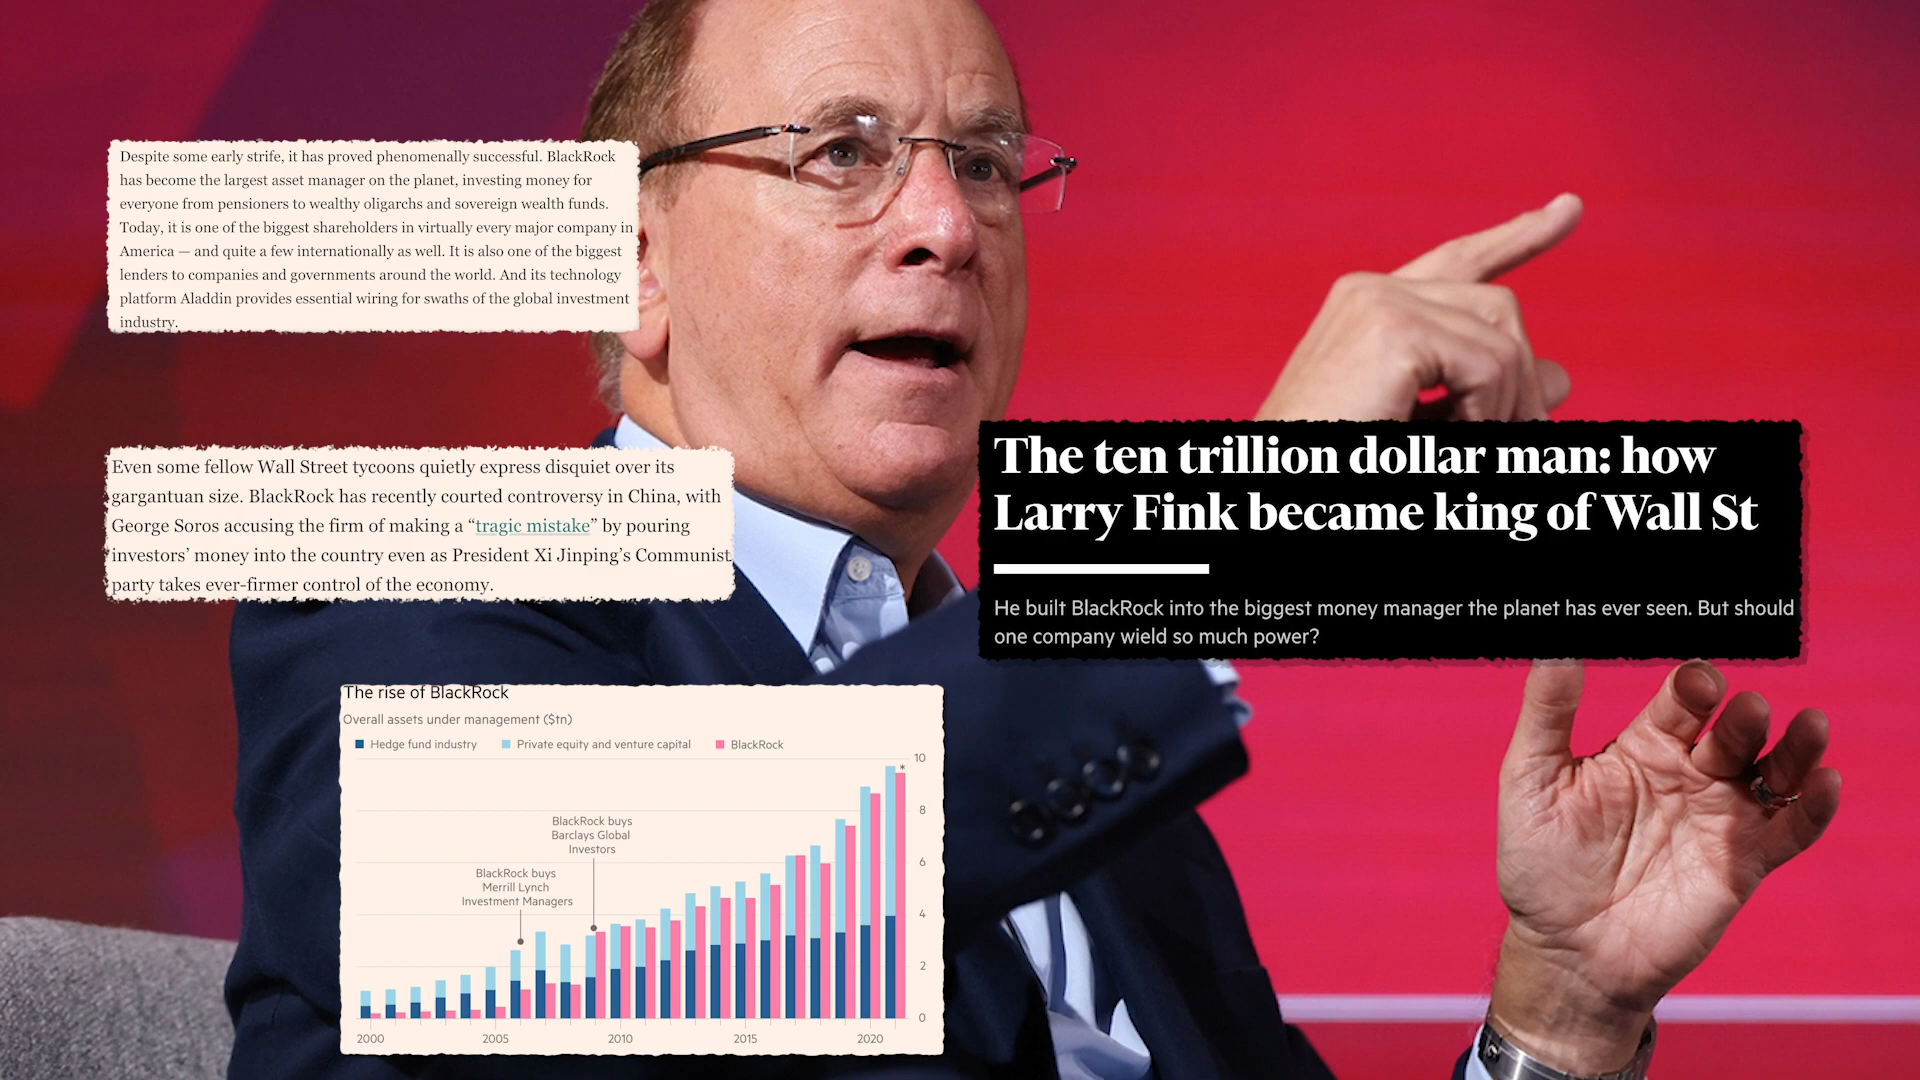 Despite some early strife, it has proved phenomenally successful. BlackRock
has become the largest asset manager on the planet, investing money for
everyone from pensioners to wealthy oligarchs and sovereign wealth funds.
Today, it is one of the biggest shareholders in virtually every major company in
America — and quite a few internationally as well. It is also one of the biggest
lenders to companies and governments around the world. And its technology
platform Aladdin provides essential wiring for swaths of the global investment
industry.
Even some fellow Wall Street tycoons quietly express disquiet over its
gargantuan size. BlackRock has recently courted controversy in China, with
George Soros accusing the firm of making a “tragic mistake” by pouring
investors’ money into the country even as President Xi Jinping’s Communist
party takes ever-firmer control of the economy.
The ten trillion dollar man: how
Larry Fink became king of Wall St
He built BlackRock into the biggest money manager the planet has ever seen. But should
one company wield so much power?
The rise of BlackRock
Overall assets under management ($tn)
Hedge fund industry Private equity and venture capital BlackRock
10
*
8
BlackRock buys
Barclays Global
Investors
6
BlackRock buys
Merrill Lynch
Investment Managers
4
2
0
2000 2005 2010 2015 2020